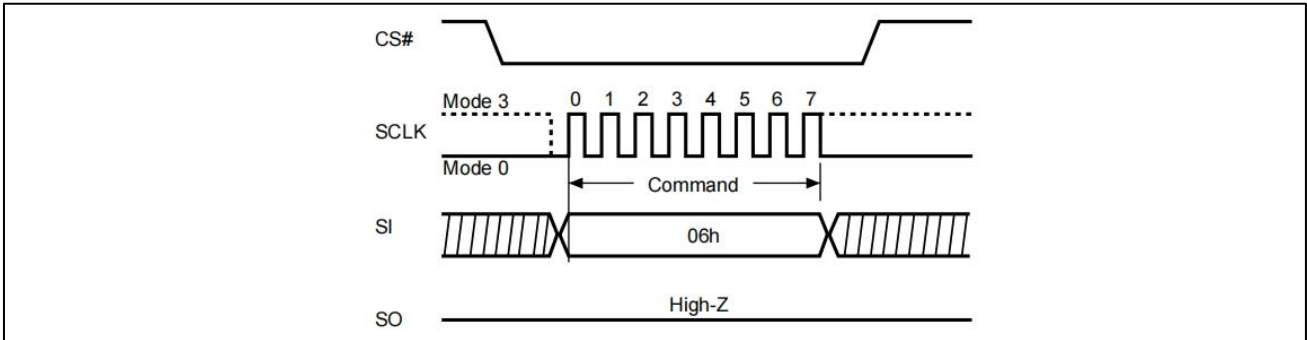 CS#
Mode 3
0 1 2 3 4 5 6 7
SCLK
Mode 0
Command
SI
06h
High-Z
SO